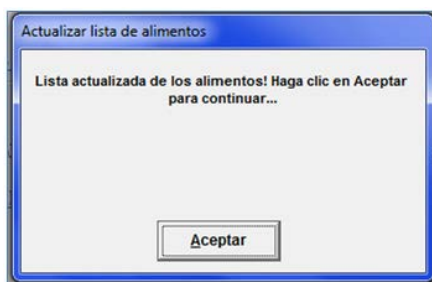 Actualizar lista de alimentos
Lista actualizada de los alimentos! Haga clic en Aceptar
para continuar...
Aceptar